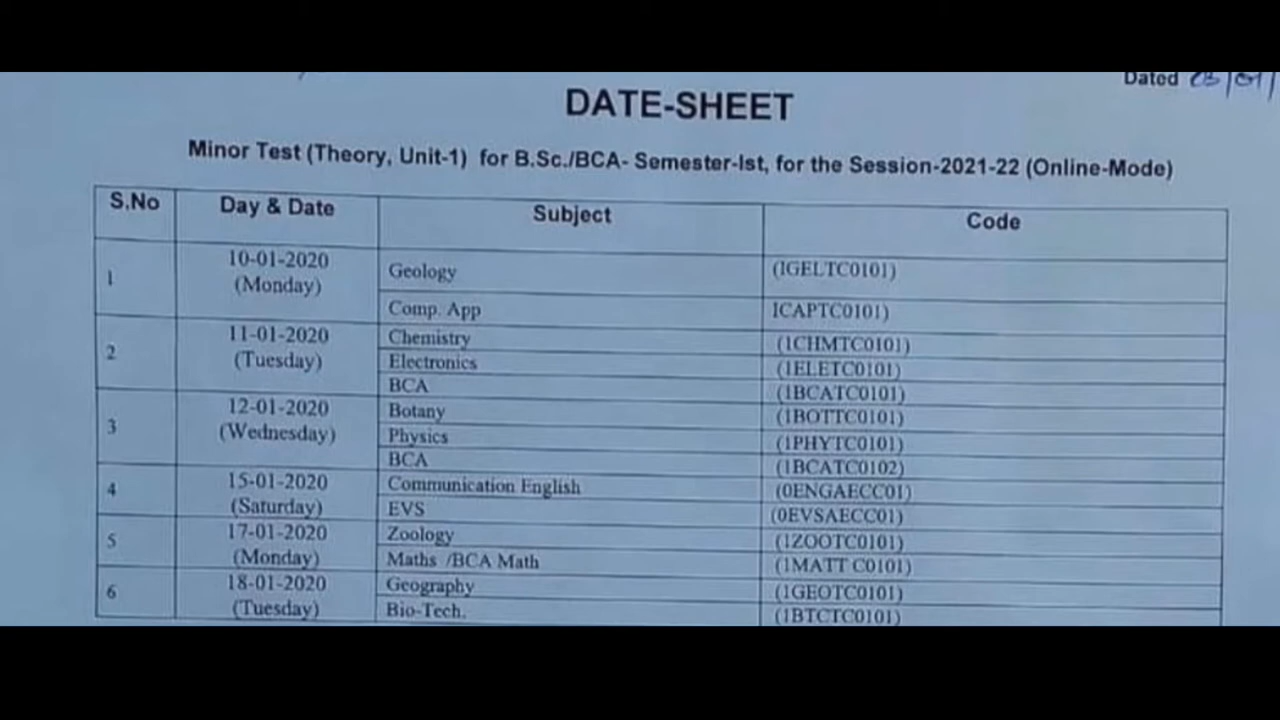 Dated 03/01/
DATE-SHEET
Minor Test (Theory, Unit-1) for B.Sc./BCA- Semester-Ist, for the Session-2021-22 (Online-Mode)
S.No Day & Date Subject Code
1 10-01-2020 (Monday) Geology (IGELTC0101)
Comp. App ICAPTC0101)
2 11-01-2020 (Tuesday) Chemistry (1CHMTC0101)
Electronics (1ELETC0101)
BCA (1BCATC0101)
3 12-01-2020 (Wednesday) Botany (1BOTTC0101)
Physics (1PHYTC0101)
BCA (1BCATC0102)
4 15-01-2020 (Saturday) Communication English (0ENGAECC01)
EVS (0EVSAECC01)
5 17-01-2020 (Monday) Zoology (1ZOOTC0101)
Maths /BCA Math (1MATT C0101)
6 18-01-2020 (Tuesday) Geography (1GEOTC0101)
Bio-Tech. (1BTCTC0101)